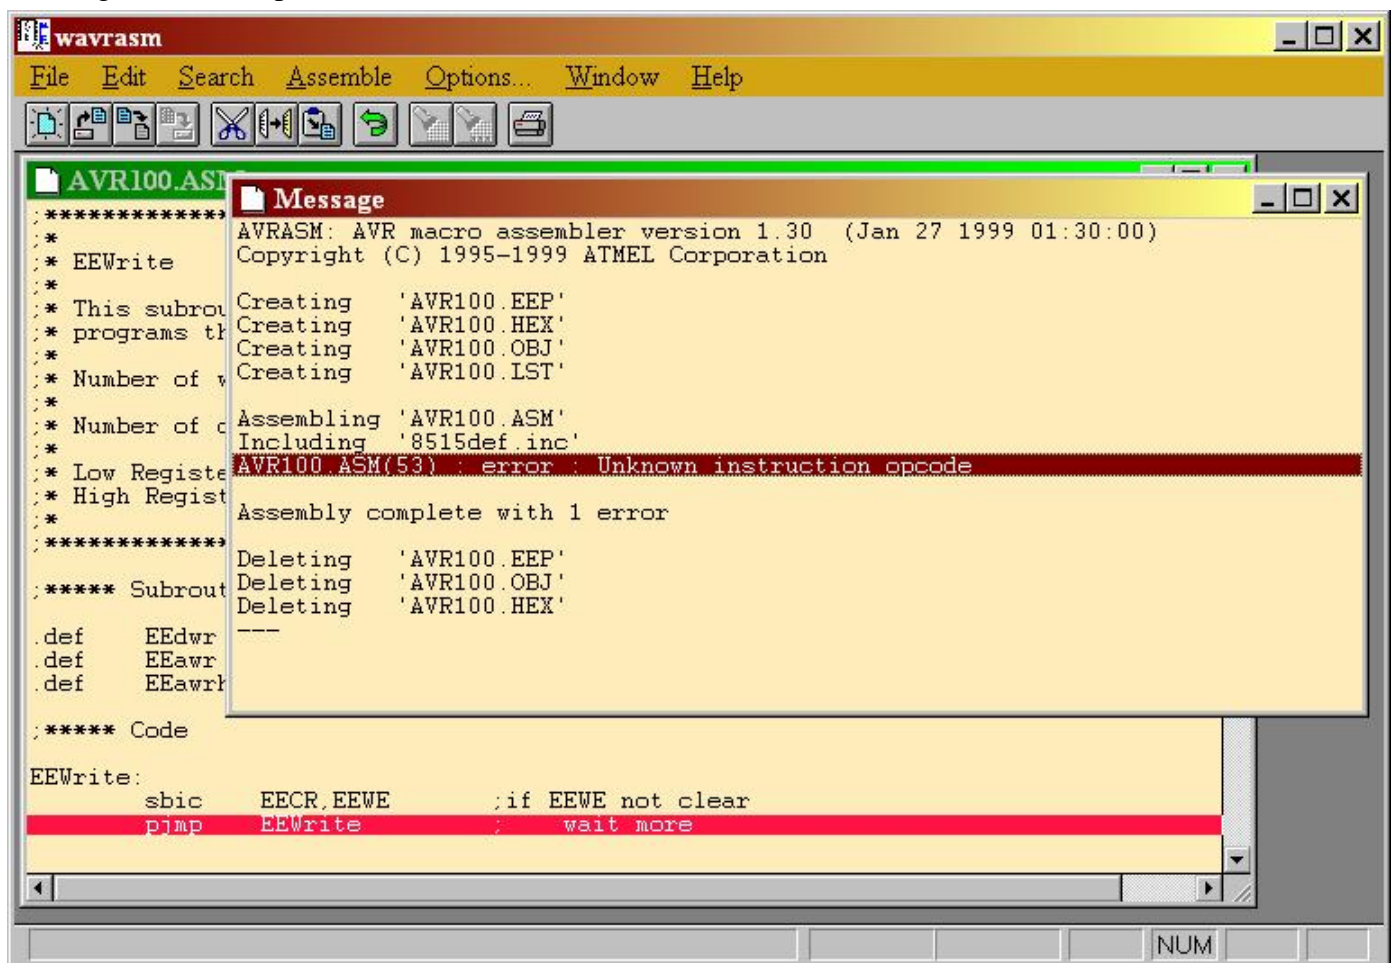 wavrasm
File Edit Search Assemble Options... Window Help
AVR100.ASM
;*************
;*
;* EEWrite
;*
;* This subrou
;* programs th
;*
;* Number of w
;*
;* Number of c
;*
;* Low Registe
;* High Regist
;*
;*************
;***** Subrout
.def EEdwr
.def EEawr
.def EEawrh
;***** Code
EEWrite:
sbic EECR,EEWE ;if EEWE not clear
pjmp EEWrite ; wait more
Message
AVRASM: AVR macro assembler version 1.30 (Jan 27 1999 01:30:00)
Copyright (C) 1995-1999 ATMEL Corporation
Creating 'AVR100.EEP'
Creating 'AVR100.HEX'
Creating 'AVR100.OBJ'
Creating 'AVR100.LST'
Assembling 'AVR100.ASM'
Including '8515def.inc'
AVR100.ASM(53) : error : Unknown instruction opcode
Assembly complete with 1 error
Deleting 'AVR100.EEP'
Deleting 'AVR100.OBJ'
Deleting 'AVR100.HEX'
---
NUM